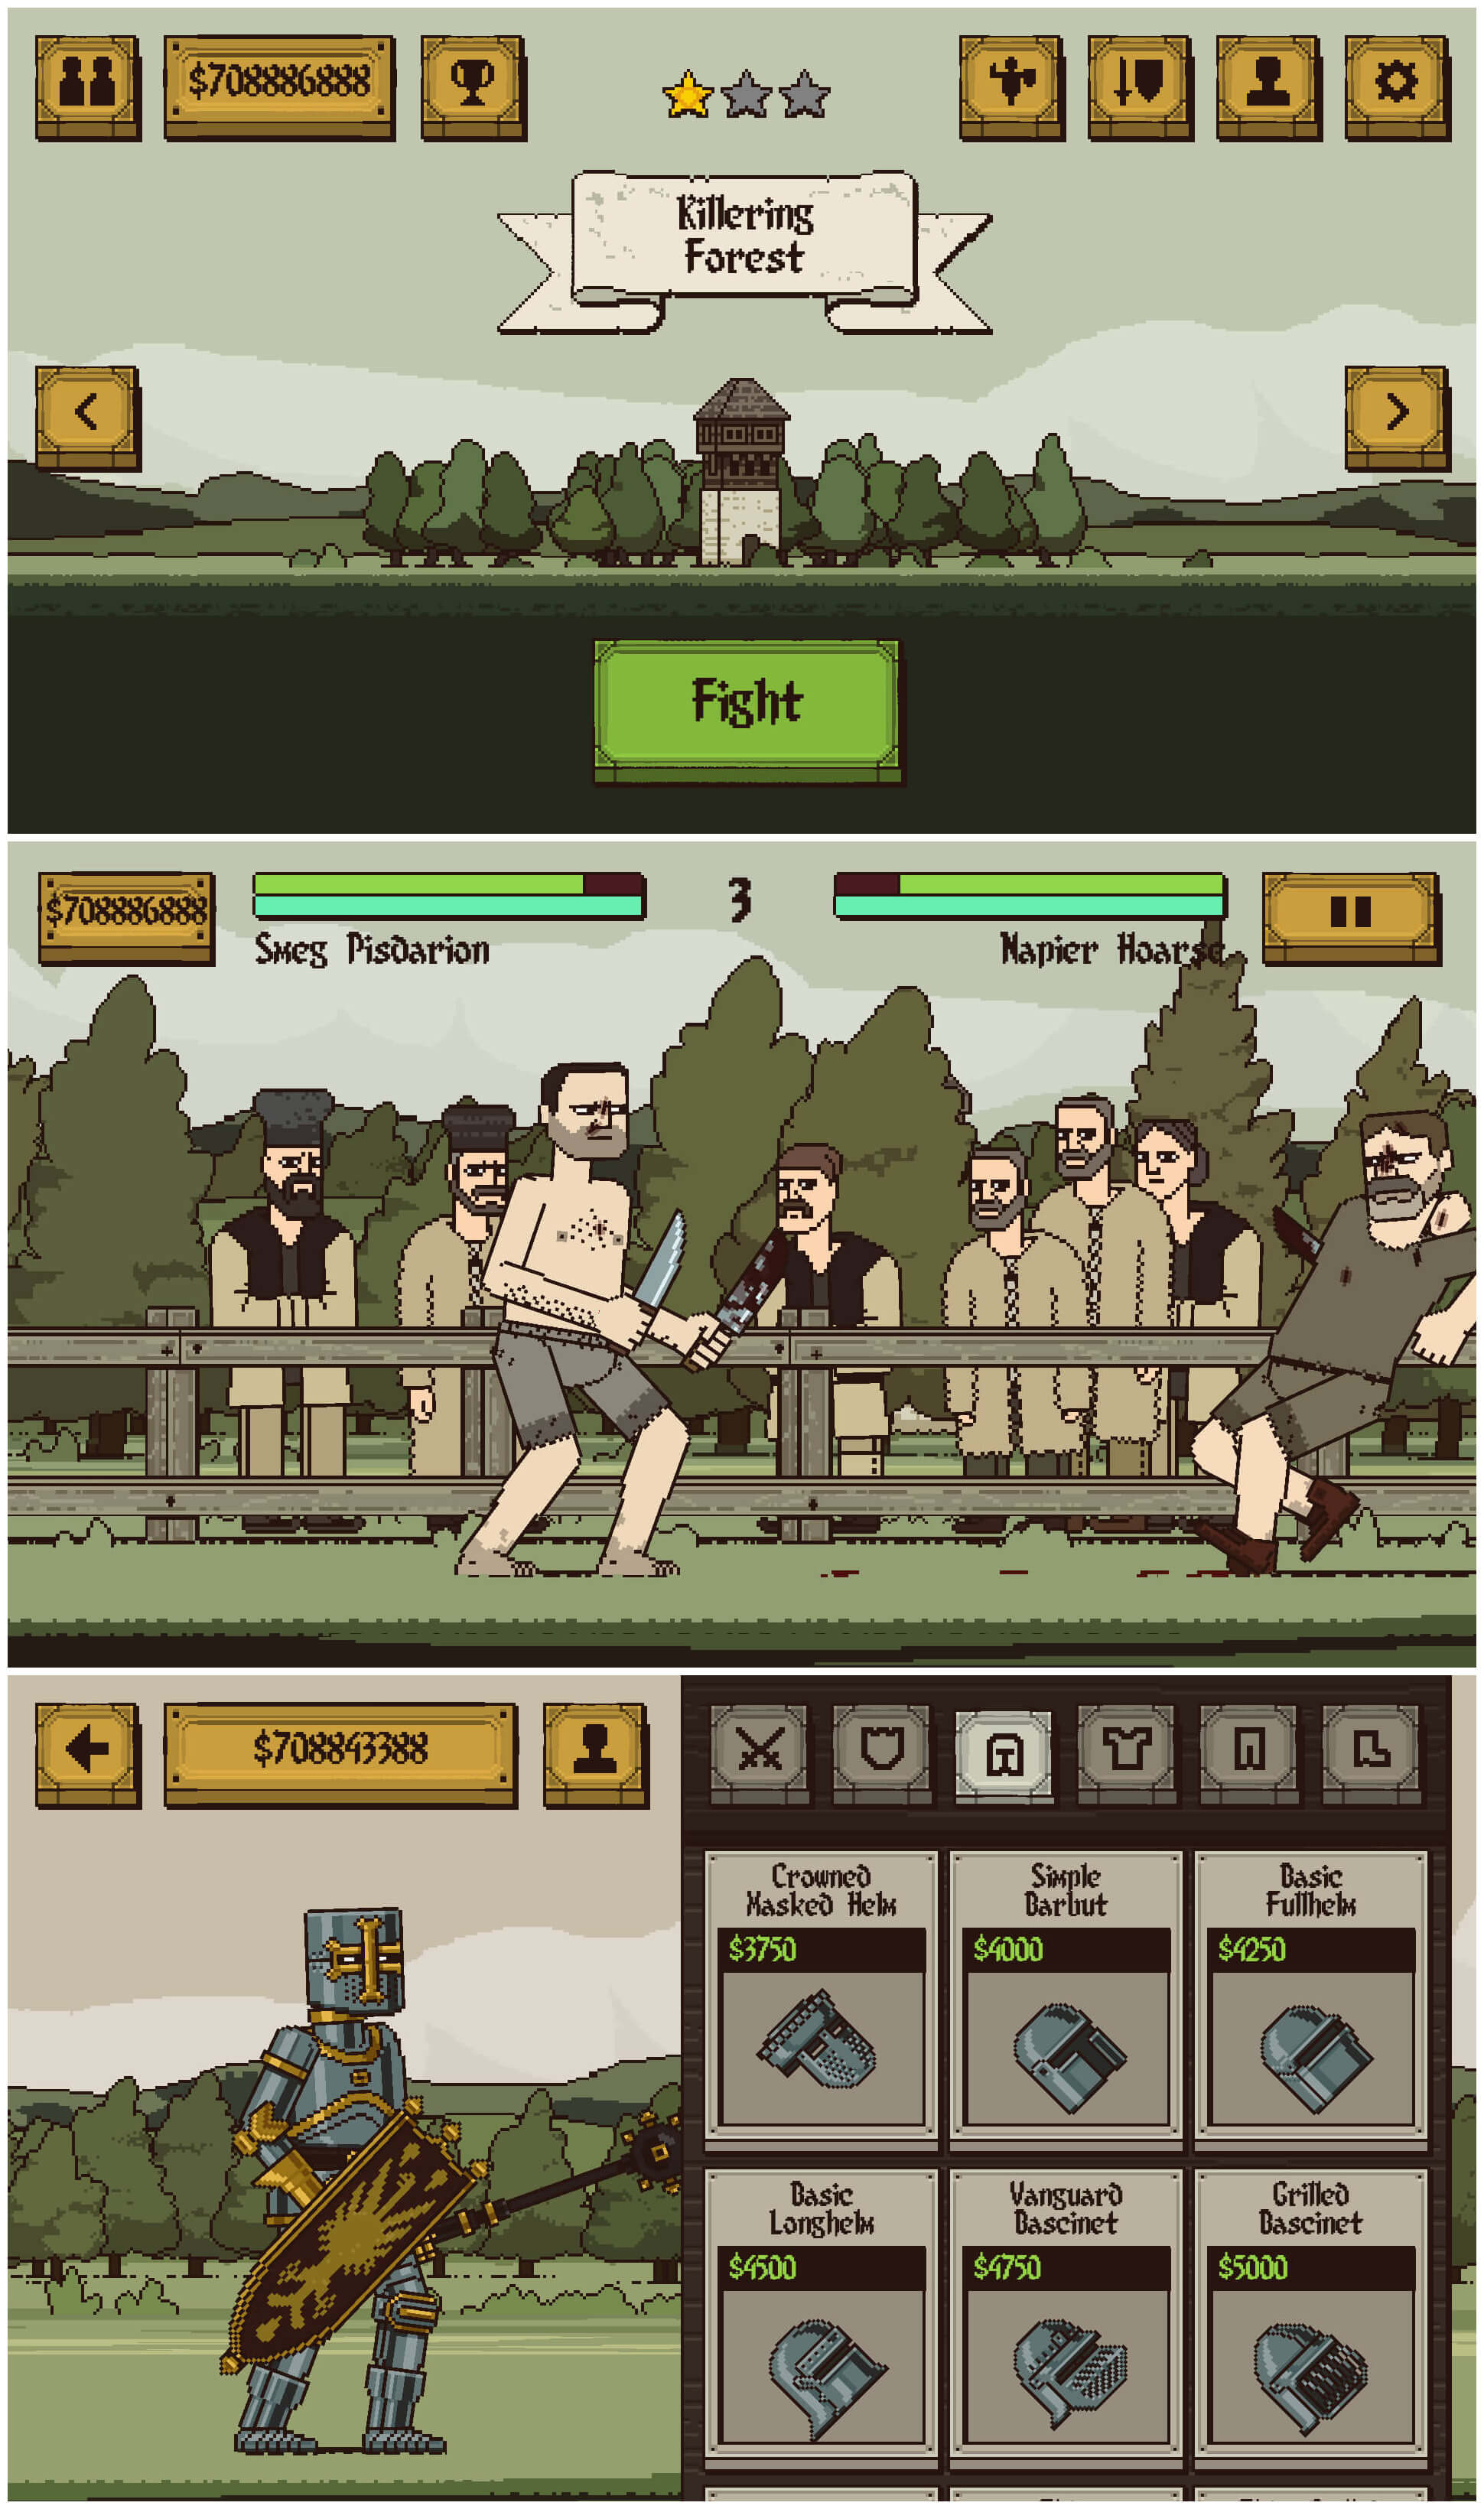 $708886888
Killering
Forest
Fight
$708886888
3
Smeg Pisdarion
Napier Hoarse
$708843388
Crowned
Masked Helm
$3750
Simple
Barbut
$4000
Basic
Fullhelm
$4250
Basic
Longhelm
$4500
Vanguard
Bascinet
$4750
Grilled
Bascinet
$5000